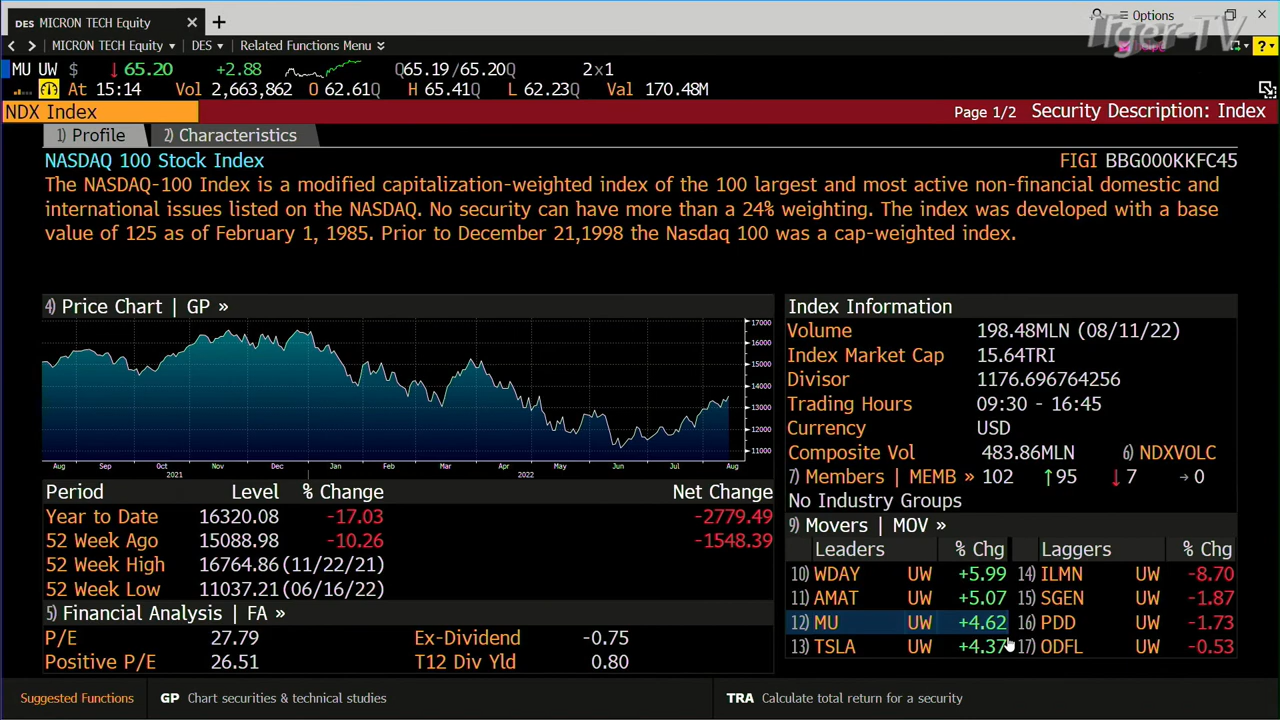 DES MICRON TECH Equity
Options
Tiger-TV
MICRON TECH Equity DES Related Functions Menu
MU UW $ ↓65.20 +2.88 Q65.19/65.20Q 2x1
At 15:14 Vol 2,663,862 O 62.61Q H 65.41Q L 62.23Q Val 170.48M
NDX Index Page 1/2 Security Description: Index
1) Profile 2) Characteristics
NASDAQ 100 Stock Index FIGI BBG000KKFC45
The NASDAQ-100 Index is a modified capitalization-weighted index of the 100 largest and most active non-financial domestic and
international issues listed on the NASDAQ. No security can have more than a 24% weighting. The index was developed with a base
value of 125 as of February 1, 1985. Prior to December 21,1998 the Nasdaq 100 was a cap-weighted index.
4) Price Chart | GP »
17000
16000
15000
14000
13000
12000
11000
Aug Sep Oct Nov Dec Jan Feb Mar Apr May Jun Jul Aug
2021 2022
Index Information
Volume 198.48MLN (08/11/22)
Index Market Cap 15.64TRI
Divisor 1176.696764256
Trading Hours 09:30 - 16:45
Currency USD
Composite Vol 483.86MLN 6) NDXVOLC
7) Members | MEMB » 102 ↑95 ↓7 →0
No Industry Groups
Period Level % Change Net Change
Year to Date 16320.08 -17.03 -2779.49
52 Week Ago 15088.98 -10.26 -1548.39
52 Week High 16764.86 (11/22/21)
52 Week Low 11037.21 (06/16/22)
5) Financial Analysis | FA »
P/E 27.79 Ex-Dividend -0.75
Positive P/E 26.51 T12 Div Yld 0.80
9) Movers | MOV »
Leaders % Chg Laggers % Chg
10) WDAY UW +5.99 14) ILMN UW -8.70
11) AMAT UW +5.07 15) SGEN UW -1.87
12) MU UW +4.62 16) PDD UW -1.73
13) TSLA UW +4.37 17) ODFL UW -0.53
Suggested Functions GP Chart securities & technical studies TRA Calculate total return for a security